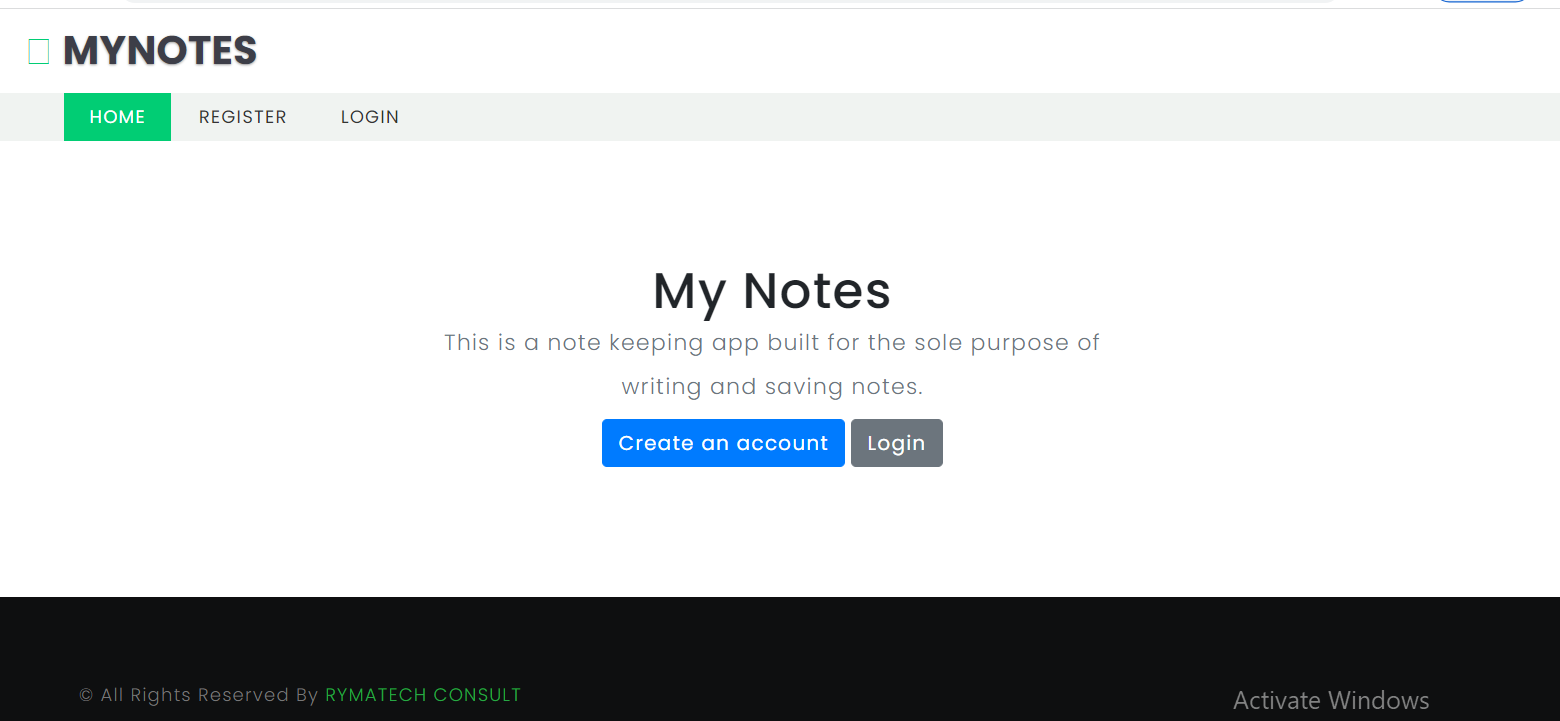 MYNOTES
HOME REGISTER LOGIN
My Notes
This is a note keeping app built for the sole purpose of
writing and saving notes.
Create an account Login
© All Rights Reserved By RYMATECH CONSULT
Activate Windows